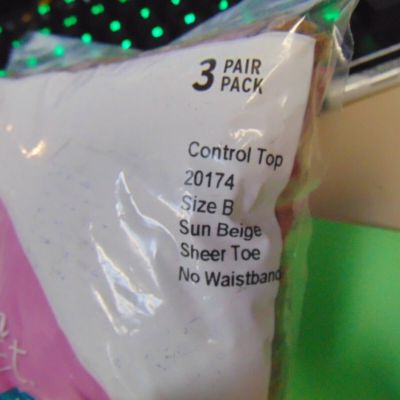 3 PAIR
PACK
Control Top
20174
Size B
Sun Beige
Sheer Toe
No Waistband